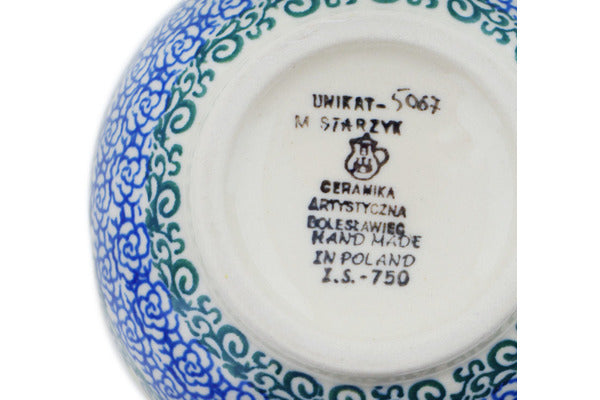 UNIKAT-5067
M STARZYK
CERAMIKA
ARTYSTYCZNA
BOLESŁAWIEC
HAND MADE
IN POLAND
I.S.-750